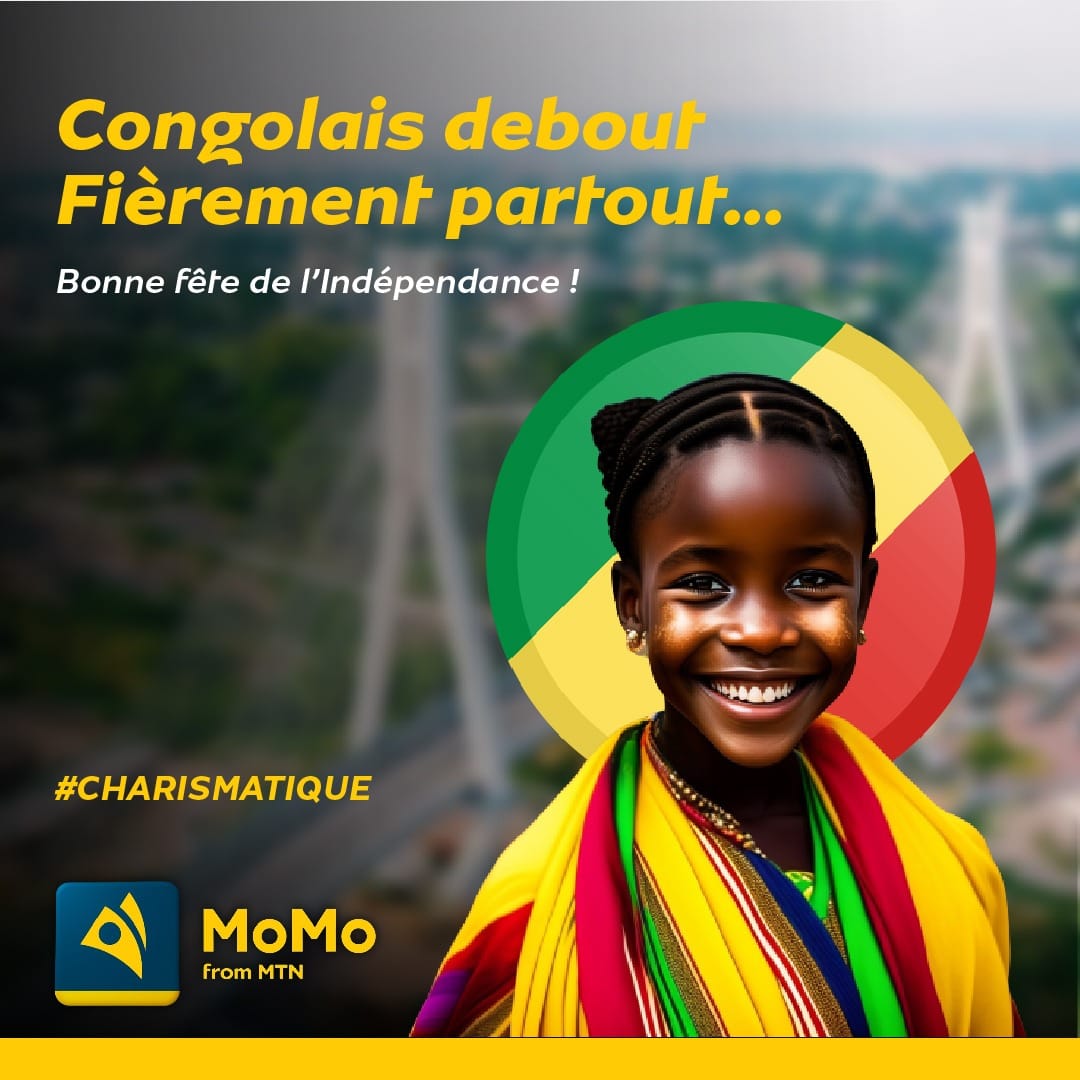 Congolais debout
Fièrement partout...
Bonne fête de l'Indépendance !
#CHARISMATIQUE
MoMo
from MTN